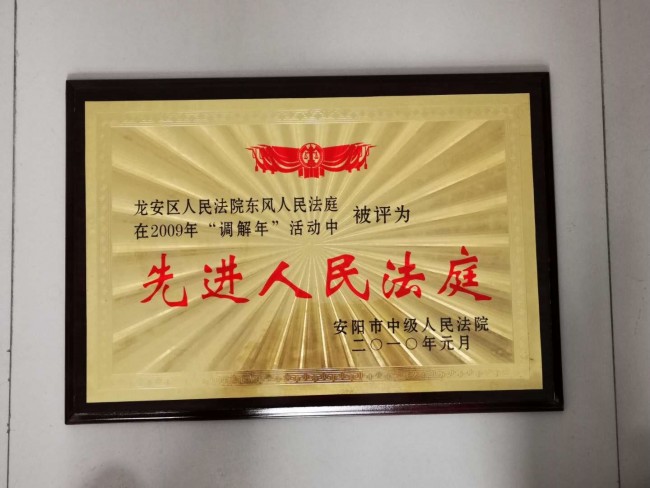 龙安区人民法院东风人民法庭
在2009年“调解年”活动中
被评为
先进人民法庭
安阳市中级人民法院
二〇一〇年元月